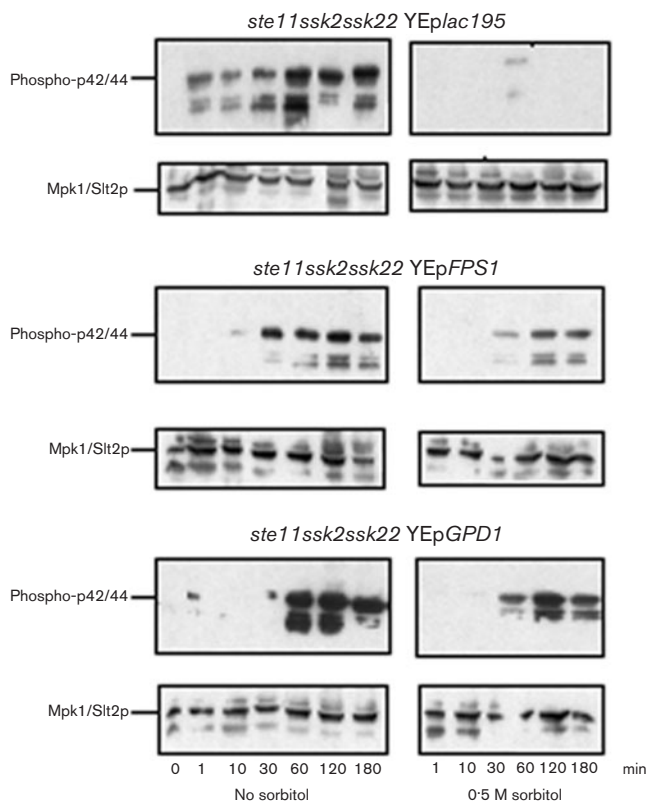 ste11ssk2ssk22 YEplac195
Phospho-p42/44
Mpk1/Slt2p
ste11ssk2ssk22 YEpFPS1
Phospho-p42/44
Mpk1/Slt2p
ste11ssk2ssk22 YEpGPD1
Phospho-p42/44
Mpk1/Slt2p
0 1 10 30 60 120 180 1 10 30 60 120 180 min
No sorbitol 0·5 M sorbitol